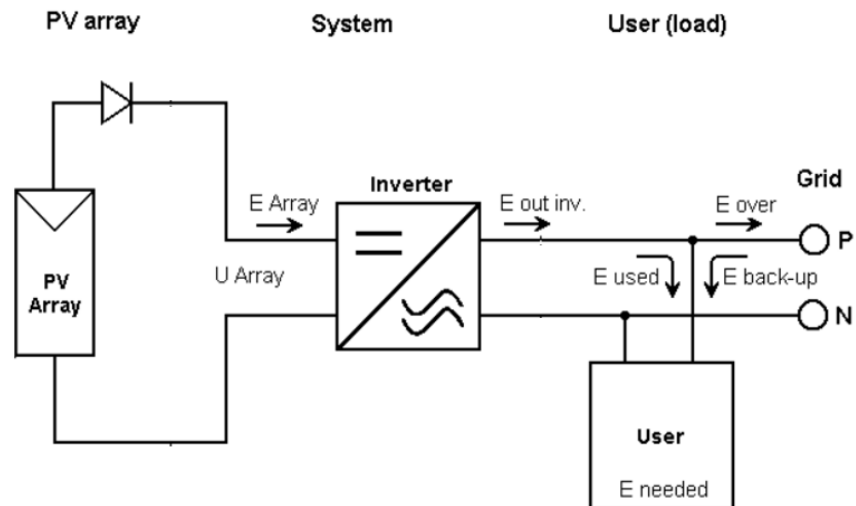 PV array
System
User (load)
Inverter
Grid
E Array
E out inv.
E over
P
U Array
E used
E back-up
PV
Array
N
User
E needed